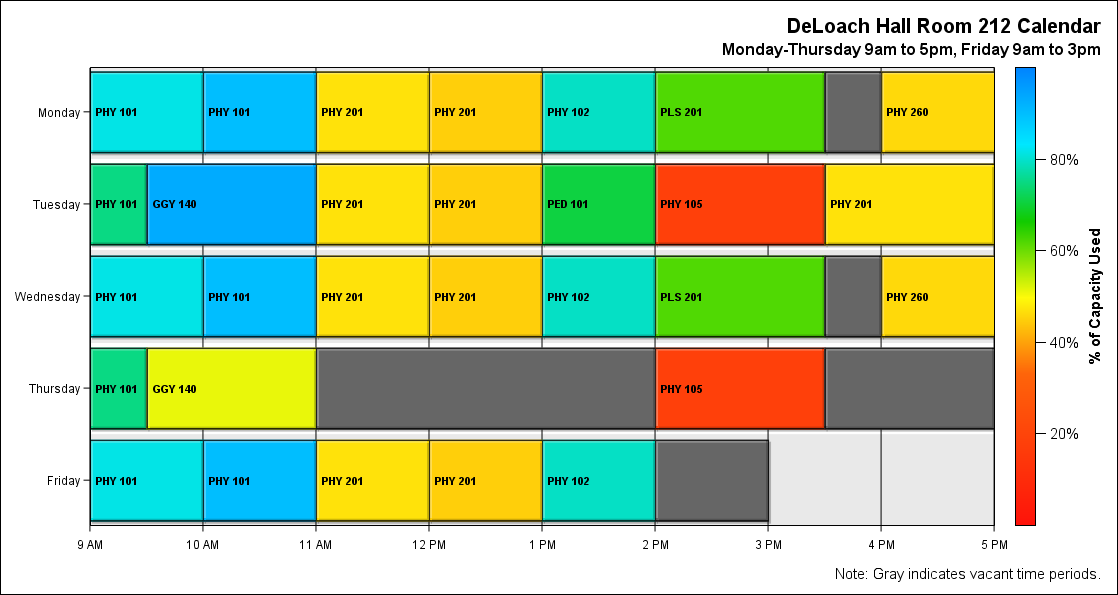 DeLoach Hall Room 212 Calendar
Monday-Thursday 9am to 5pm, Friday 9am to 3pm
Monday
PHY 101 PHY 101 PHY 201 PHY 201 PHY 102 PLS 201 PHY 260
Tuesday
PHY 101 GGY 140 PHY 201 PHY 201 PED 101 PHY 105 PHY 201
Wednesday
PHY 101 PHY 101 PHY 201 PHY 201 PHY 102 PLS 201 PHY 260
Thursday
PHY 101 GGY 140 PHY 105
Friday
PHY 101 PHY 101 PHY 201 PHY 201 PHY 102
9 AM 10 AM 11 AM 12 PM 1 PM 2 PM 3 PM 4 PM 5 PM
80%
60%
40%
20%
% of Capacity Used
Note: Gray indicates vacant time periods.